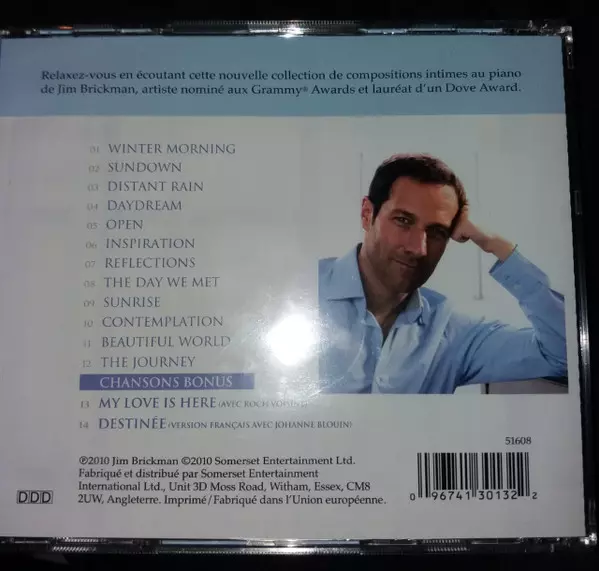 Relaxez-vous en écoutant cette nouvelle collection de compositions intimes au piano
de Jim Brickman, artiste nominé aux Grammy® Awards et lauréat d'un Dove Award.
01 WINTER MORNING
02 SUNDOWN
03 DISTANT RAIN
04 DAYDREAM
05 OPEN
06 INSPIRATION
07 REFLECTIONS
08 THE DAY WE MET
09 SUNRISE
10 CONTEMPLATION
11 BEAUTIFUL WORLD
12 THE JOURNEY
CHANSONS BONUS
13 MY LOVE IS HERE (AVEC ROCH VOISINE)
14 DESTINÉE (VERSION FRANÇAIS AVEC JOHANNE BLOUIN)
51608
℗2010 Jim Brickman ©2010 Somerset Entertainment Ltd.
Fabriqué et distribué par Somerset Entertainment
International Ltd., Unit 3D Moss Road, Witham, Essex, CM8
2UW, Angleterre. Imprimé/Fabriqué dans l'Union européenne.
DDD
0 96741 30132 2